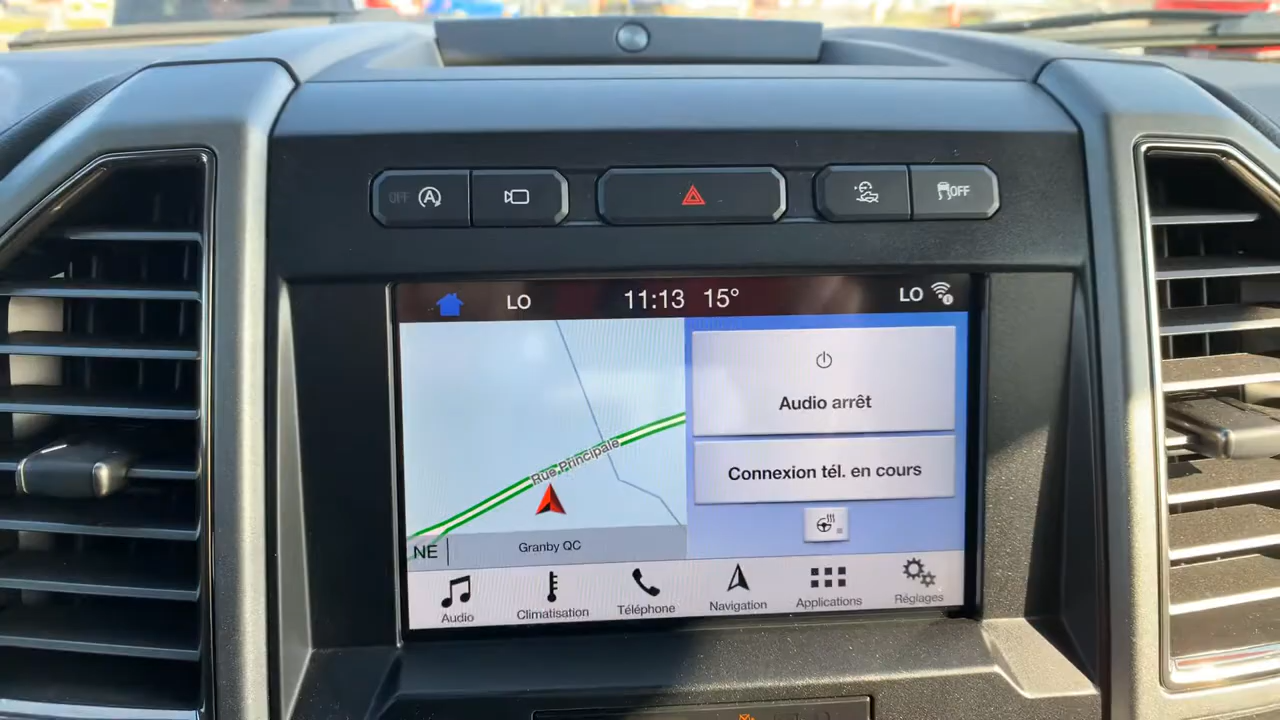 OFF
OFF
LO 11:13 15° LO
Audio arrêt
Rue Principale
Connexion tél. en cours
NE Granby QC
Audio Climatisation Téléphone Navigation Applications Réglages